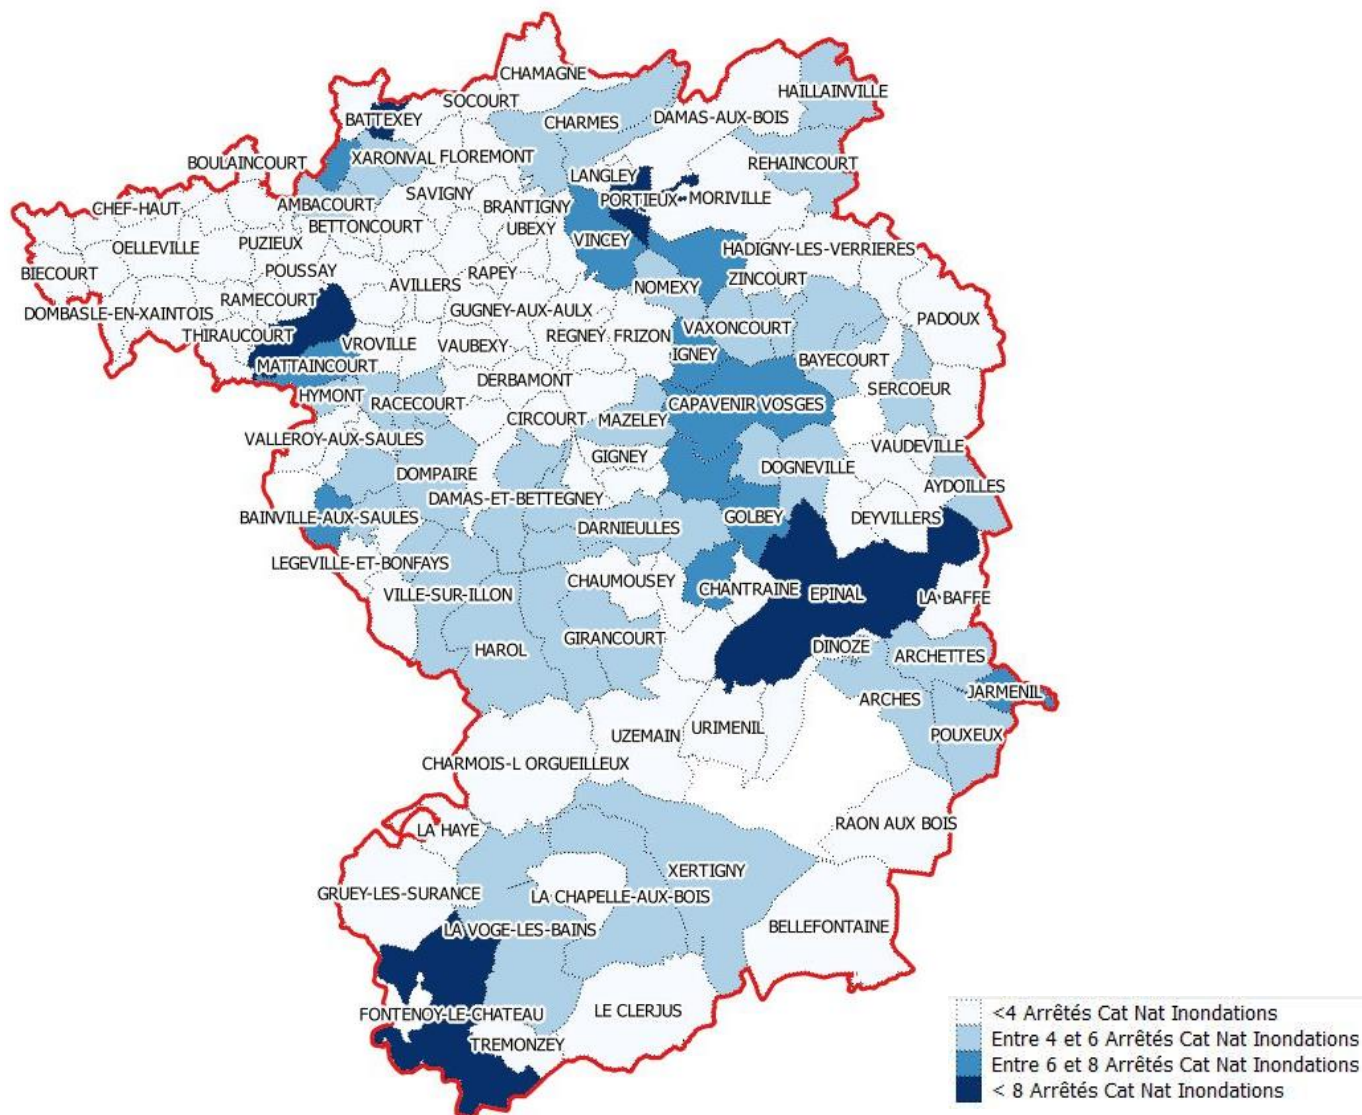 CHAMAGNE
SOCOURT
HAILLAINVILLE
BATTEXEY
CHARMES
DAMAS-AUX-BOIS
BOULAINCOURT
XARONVAL
FLOREMONT
REHAINCOURT
LANGLEY
CHEF-HAUT
AMBACOURT
SAVIGNY
BRANTIGNY
PORTIEUX
MORIVILLE
BETTONCOURT
UBEXY
OELLEVILLE
PUZIEUX
VINCEY
HADIGNY-LES-VERRIERES
BIECOURT
POUSSAY
AVILLERS
RAPEY
NOMEXY
ZINCOURT
RAMECOURT
DOMBASLE-EN-XAINTOIS
GUGNEY-AUX-AULX
PADOUX
THIRAUCOURT
VROVILLE
VAUBEXY
REGNEY
FRIZON
VAXONCOURT
IGNEY
BAYECOURT
MATTAINCOURT
DERBAMONT
SERCOEUR
HYMONT
RACECOURT
CIRCOURT
MAZELEY
CAPAVENIR VOSGES
VALLEROY-AUX-SAULES
GIGNEY
VAUDEVILLE
DOMPAIRE
DOGNEVILLE
AYDOILLES
DAMAS-ET-BETTEGNEY
BAINVILLE-AUX-SAULES
DARNIEULLES
GOLBEY
DEYVILLERS
LEGEVILLE-ET-BONFAYS
CHAUMOUSEY
CHANTRAINE
VILLE-SUR-ILLON
EPINAL
LA BAFFE
HAROL
GIRANCOURT
DINOZE
ARCHETTES
ARCHES
JARMENIL
UZEMAIN
URIMENIL
POUXEUX
CHARMOIS-L ORGUEILLEUX
LA HAYE
RAON AUX BOIS
XERTIGNY
GRUEY-LES-SURANCE
LA CHAPELLE-AUX-BOIS
LA VOGE-LES-BAINS
BELLEFONTAINE
FONTENOY-LE-CHATEAU
LE CLERJUS
TREMONZEY
<4 Arrêtés Cat Nat Inondations
Entre 4 et 6 Arrêtés Cat Nat Inondations
Entre 6 et 8 Arrêtés Cat Nat Inondations
< 8 Arrêtés Cat Nat Inondations